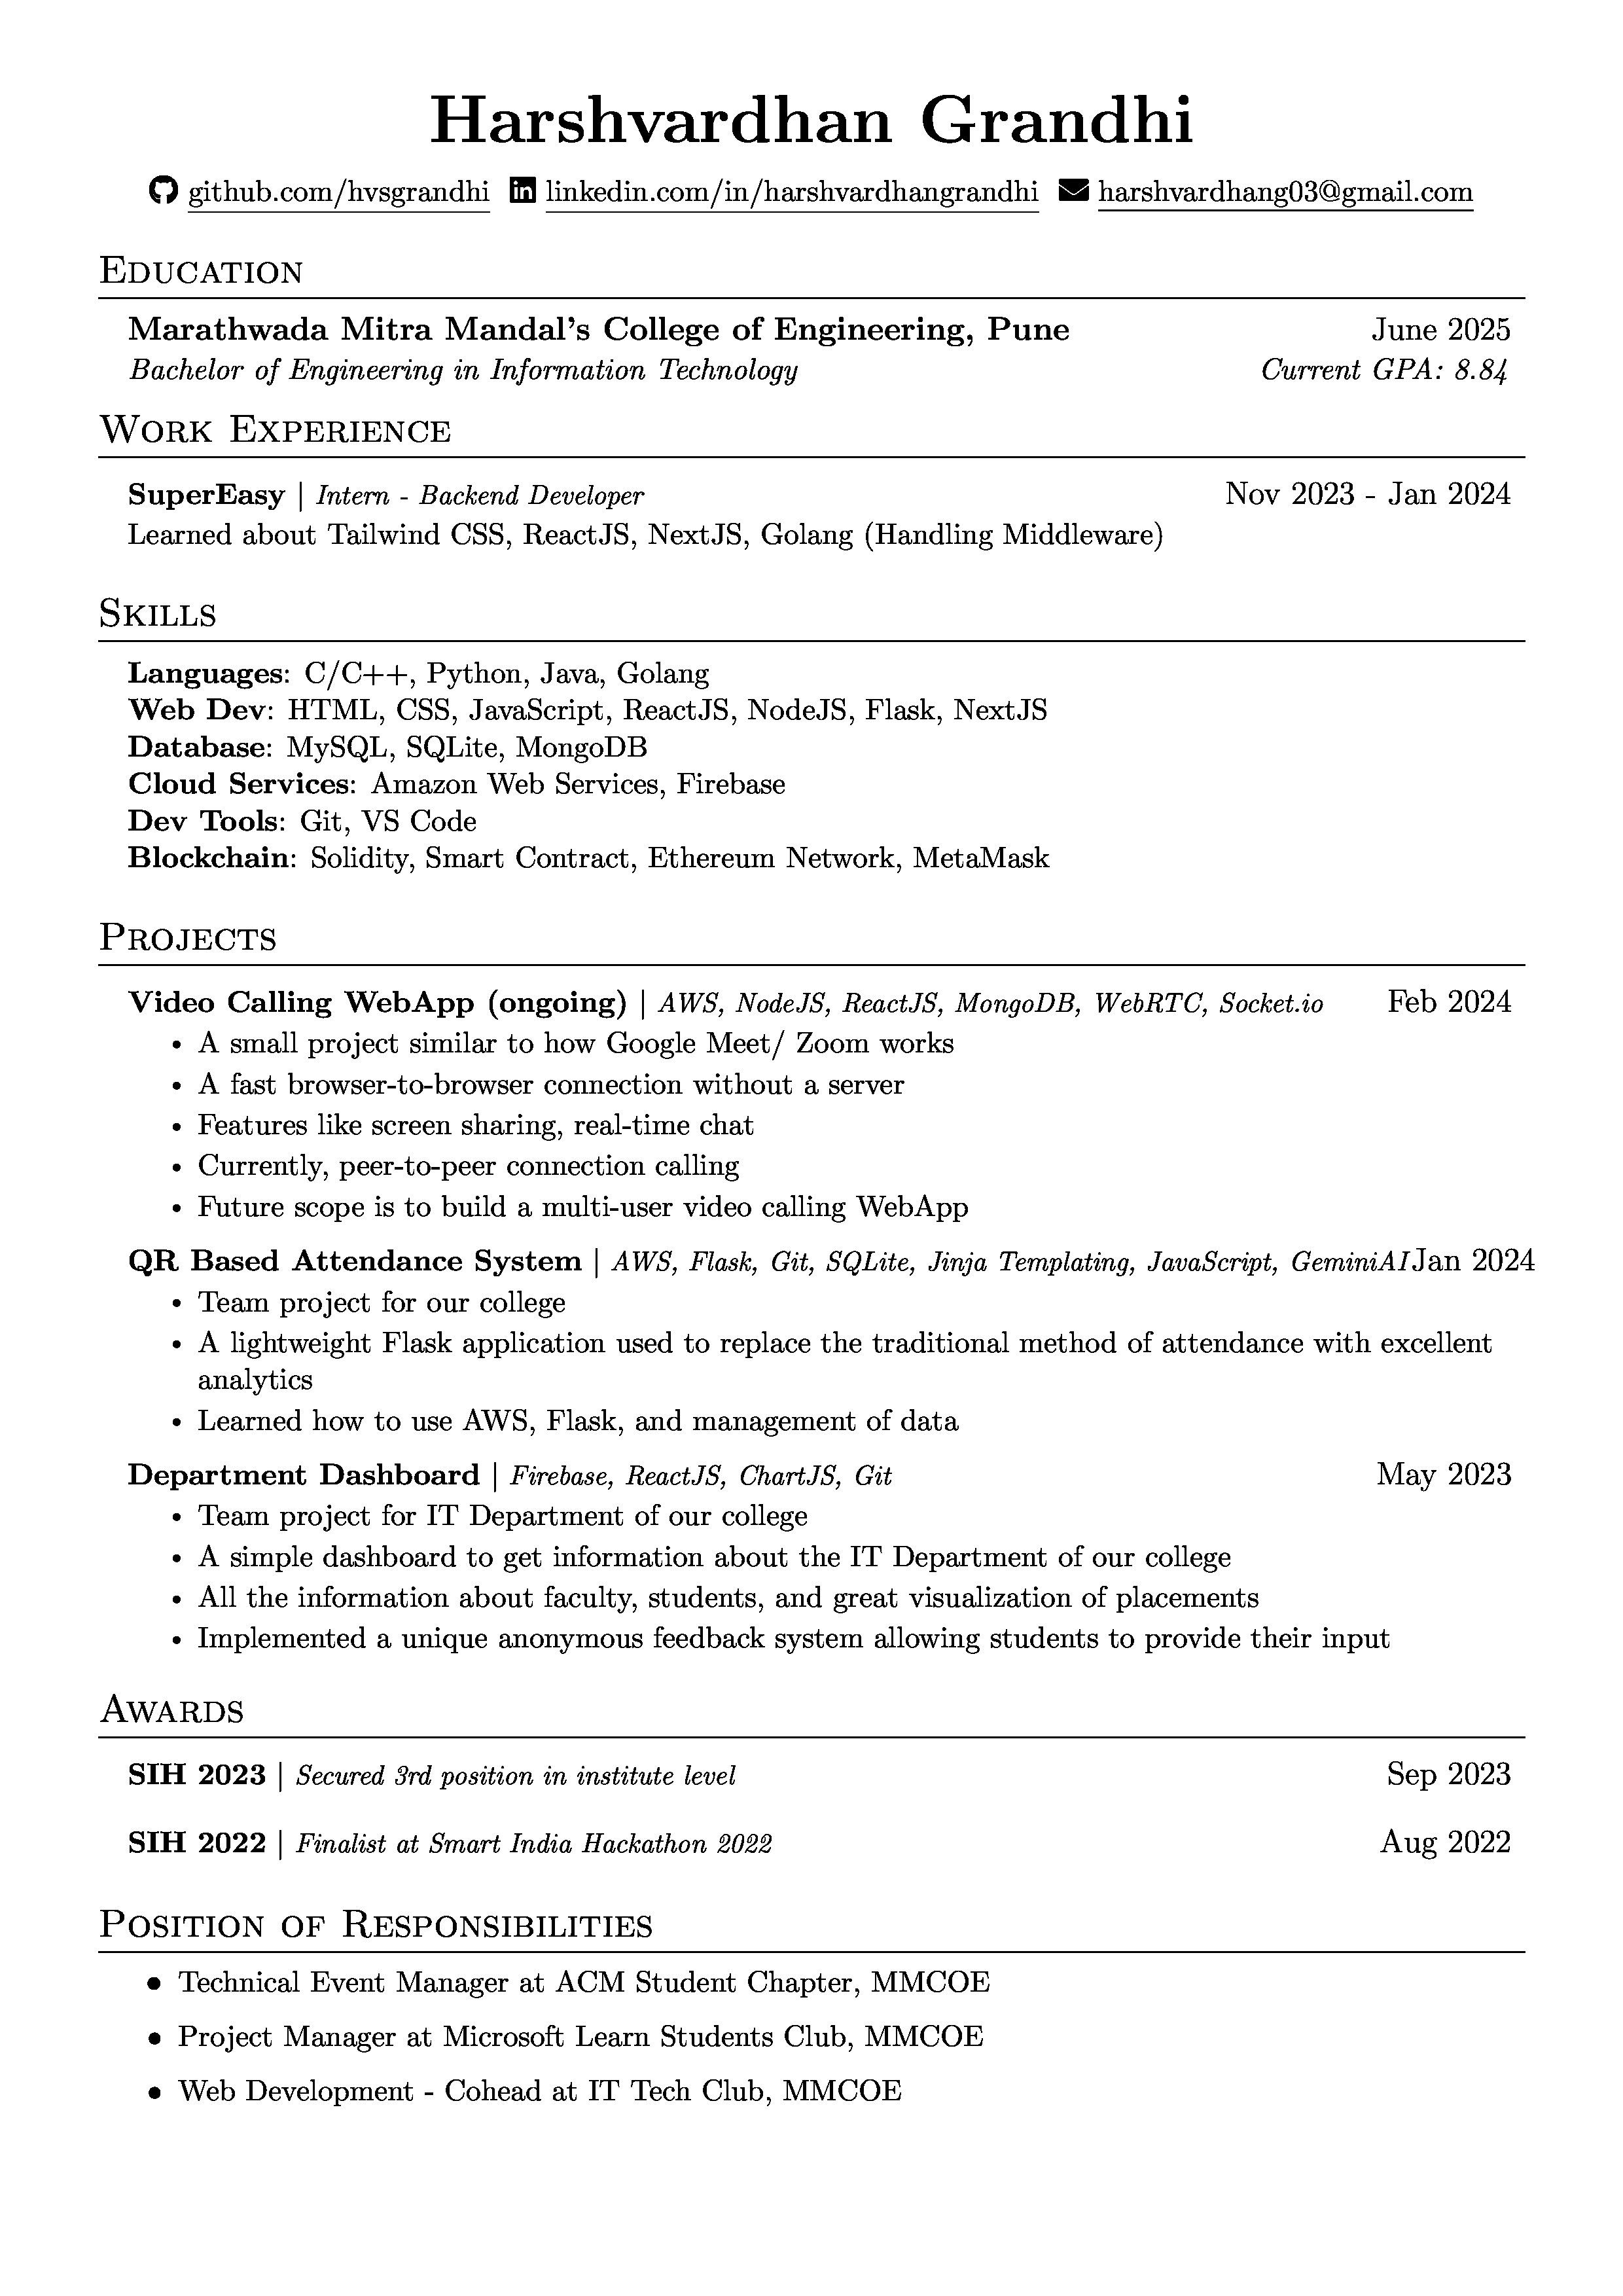 Harshvardhan Grandhi
github.com/hvsgrandhi linkedin.com/in/harshvardhangrandhi harshvardhang03@gmail.com
Education
Marathwada Mitra Mandal's College of Engineering, Pune June 2025
Bachelor of Engineering in Information Technology Current GPA: 8.84
Work Experience
SuperEasy | Intern - Backend Developer Nov 2023 - Jan 2024
Learned about Tailwind CSS, ReactJS, NextJS, Golang (Handling Middleware)
Skills
Languages: C/C++, Python, Java, Golang
Web Dev: HTML, CSS, JavaScript, ReactJS, NodeJS, Flask, NextJS
Database: MySQL, SQLite, MongoDB
Cloud Services: Amazon Web Services, Firebase
Dev Tools: Git, VS Code
Blockchain: Solidity, Smart Contract, Ethereum Network, MetaMask
Projects
Video Calling WebApp (ongoing) | AWS, NodeJS, ReactJS, MongoDB, WebRTC, Socket.io Feb 2024
• A small project similar to how Google Meet/ Zoom works
• A fast browser-to-browser connection without a server
• Features like screen sharing, real-time chat
• Currently, peer-to-peer connection calling
• Future scope is to build a multi-user video calling WebApp
QR Based Attendance System | AWS, Flask, Git, SQLite, Jinja Templating, JavaScript, GeminiAI Jan 2024
• Team project for our college
• A lightweight Flask application used to replace the traditional method of attendance with excellent
analytics
• Learned how to use AWS, Flask, and management of data
Department Dashboard | Firebase, ReactJS, ChartJS, Git May 2023
• Team project for IT Department of our college
• A simple dashboard to get information about the IT Department of our college
• All the information about faculty, students, and great visualization of placements
• Implemented a unique anonymous feedback system allowing students to provide their input
Awards
SIH 2023 | Secured 3rd position in institute level Sep 2023
SIH 2022 | Finalist at Smart India Hackathon 2022 Aug 2022
Position of Responsibilities
• Technical Event Manager at ACM Student Chapter, MMCOE
• Project Manager at Microsoft Learn Students Club, MMCOE
• Web Development - Cohead at IT Tech Club, MMCOE